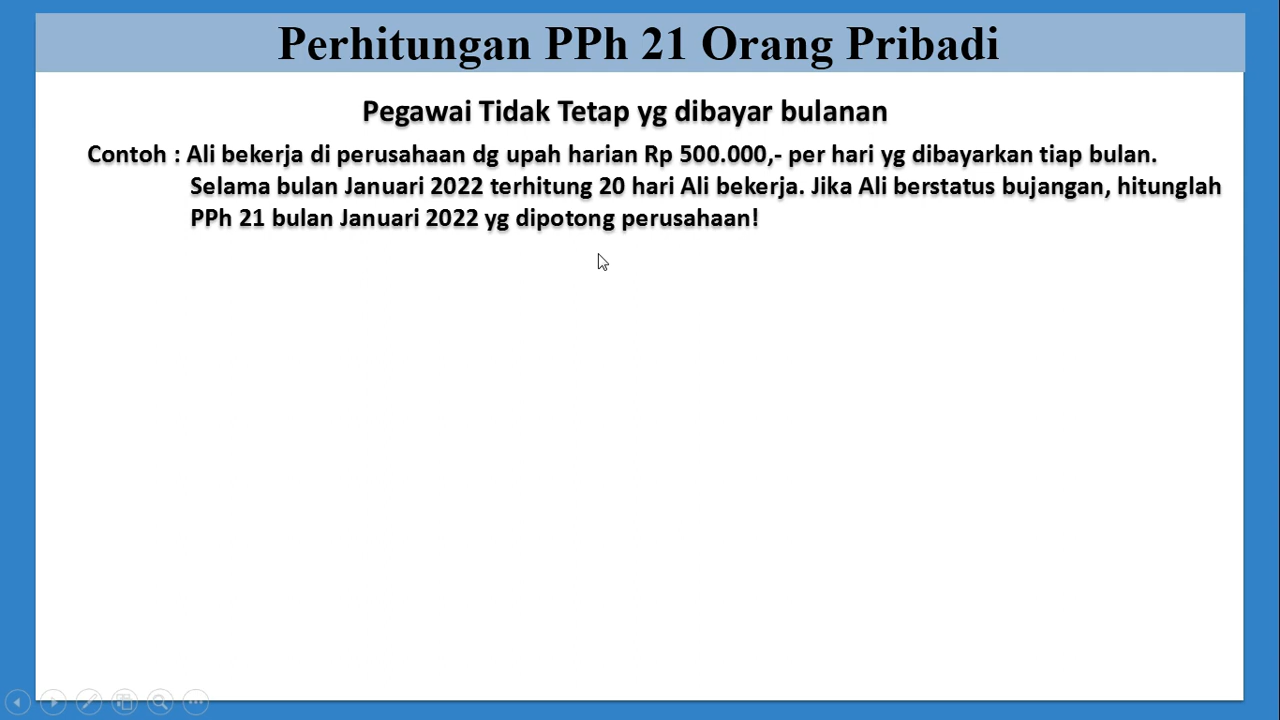 Perhitungan PPh 21 Orang Pribadi
Pegawai Tidak Tetap yg dibayar bulanan
Contoh : Ali bekerja di perusahaan dg upah harian Rp 500.000,- per hari yg dibayarkan tiap bulan.
Selama bulan Januari 2022 terhitung 20 hari Ali bekerja. Jika Ali berstatus bujangan, hitunglah
PPh 21 bulan Januari 2022 yg dipotong perusahaan!